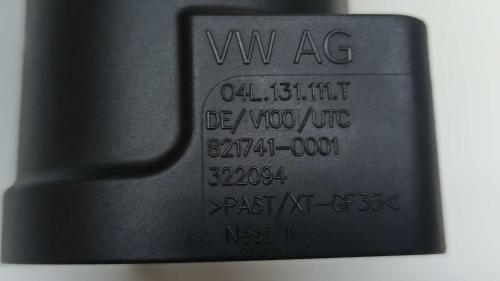 VW AG
04L.131.111.T
DE/V100/UTC
821741-0001
322094
>PA6T/XT-GF35<
Nest II